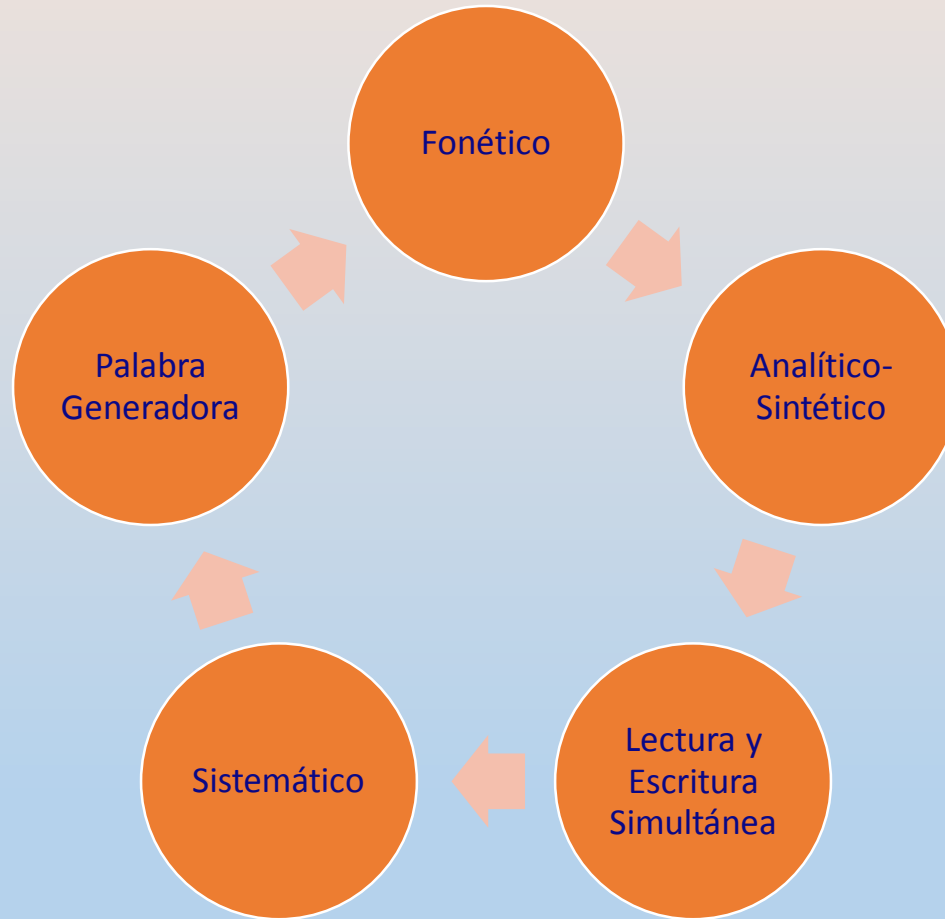 Fonético
Analítico-
Sintético
Lectura y
Escritura
Simultánea
Sistemático
Palabra
Generadora